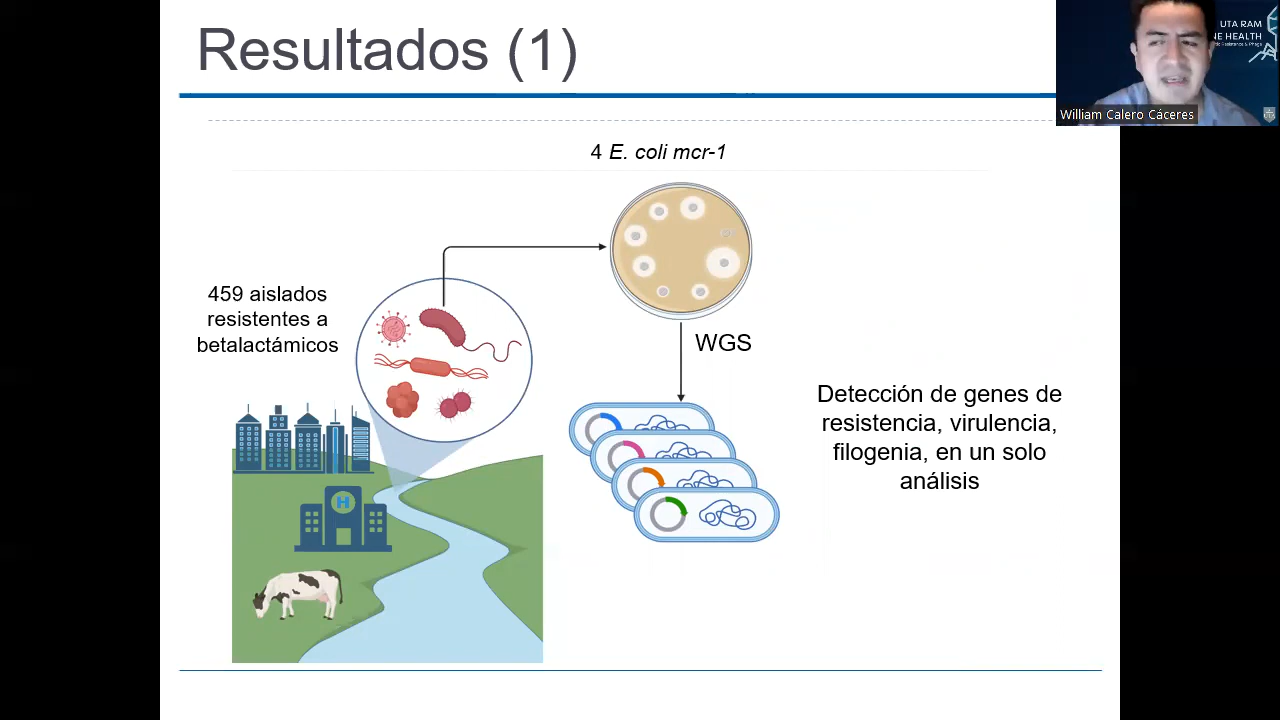 Resultados (1)
UTA RAM
NE HEALTH
William Calero Cáceres
4 E. coli mcr-1
459 aislados
resistentes a
betalactámicos
WGS
Detección de genes de
resistencia, virulencia,
filogenia, en un solo
análisis
H